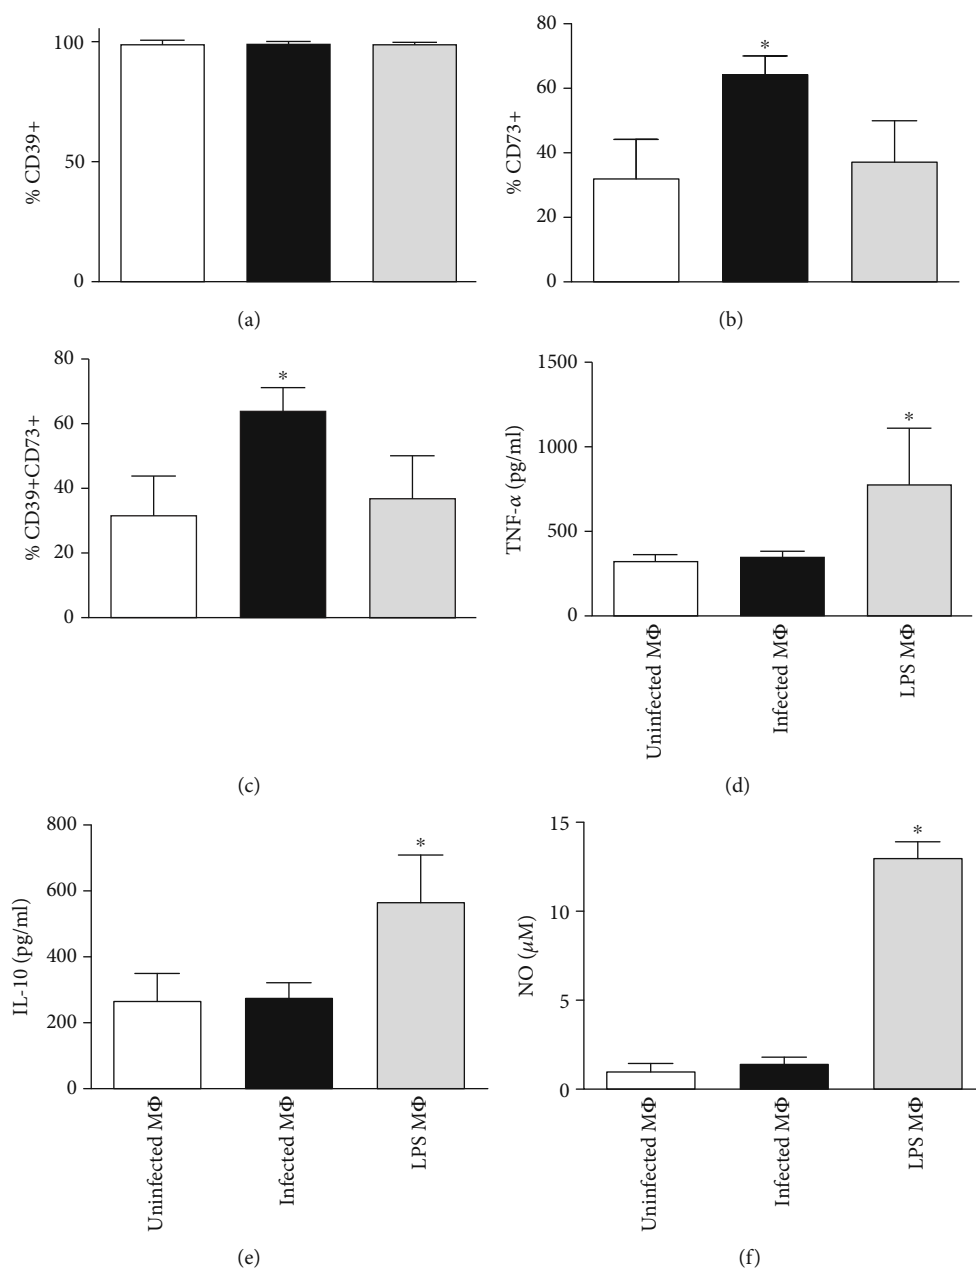 % CD39+
100
50
0
(a)
% CD73+
80
60
40
20
0
*
(b)
% CD39+CD73+
80
60
40
20
0
*
(c)
TNF-α (pg/ml)
1500
1000
500
0
*
Uninfected MΦ
Infected MΦ
LPS MΦ
(d)
IL-10 (pg/ml)
800
600
400
200
0
*
Uninfected MΦ
Infected MΦ
LPS MΦ
(e)
NO (μM)
15
10
5
0
*
Uninfected MΦ
Infected MΦ
LPS MΦ
(f)